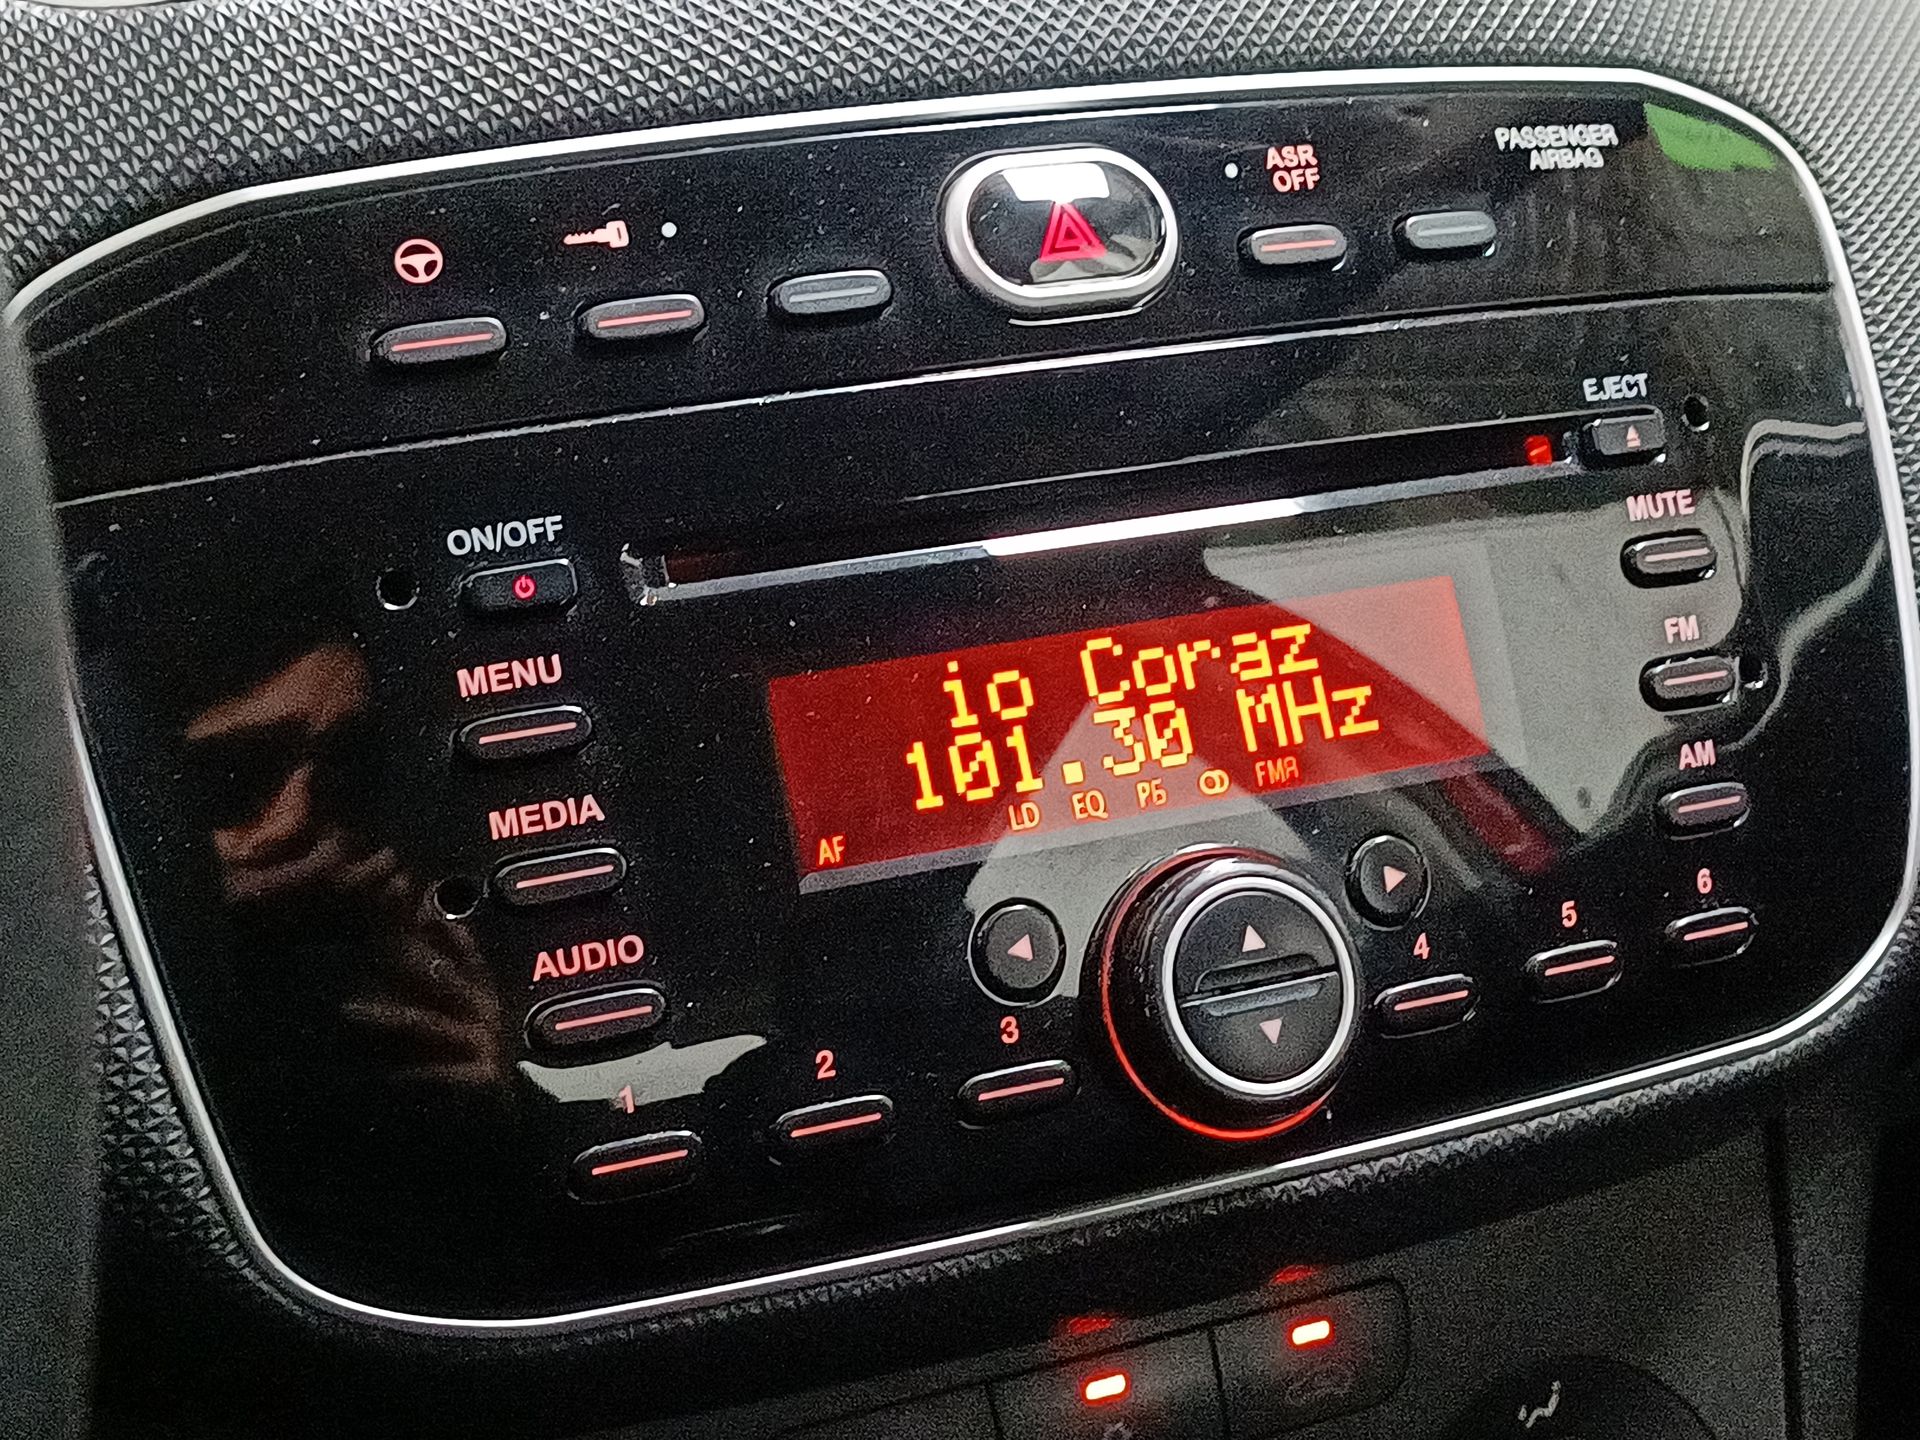 PASSENGER
AIRBAG
ASR
OFF
EJECT
MUTE
ON/OFF
FM
io Coraz
MENU
101.30 MHz
AM
LD EQ PS FMA
MEDIA
AF
6
5
4
AUDIO
3
2
1